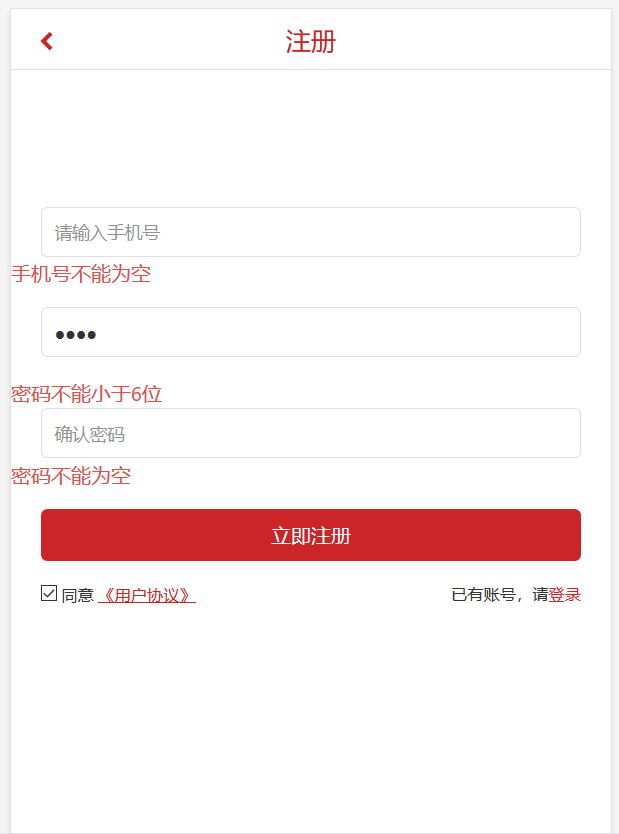 注册
请输入手机号
手机号不能为空
••••
密码不能小于6位
确认密码
密码不能为空
立即注册
同意 《用户协议》 已有账号，请登录